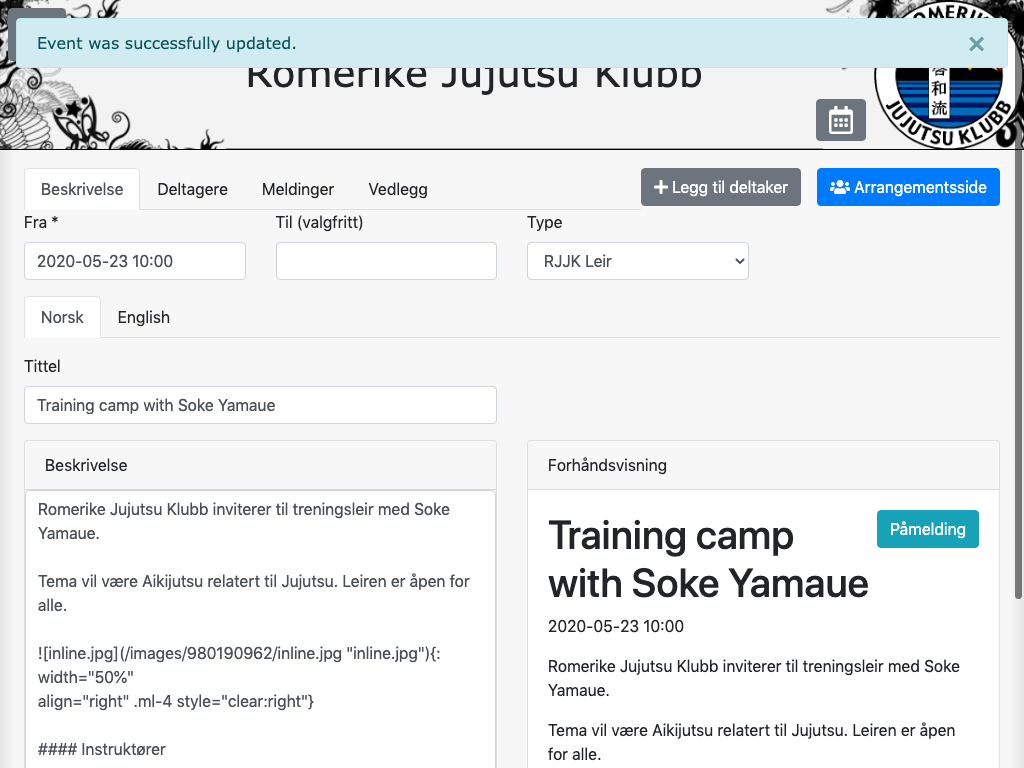 Event was successfully updated.
×
Romerike Jujutsu Klubb
ROMERIKE
啓和流
JUJUTSU KLUBB
Beskrivelse
Deltagere
Meldinger
Vedlegg
Legg til deltaker
Arrangementsside
Fra *
Til (valgfritt)
Type
2020-05-23 10:00
RJJK Leir
Norsk
English
Tittel
Training camp with Soke Yamaue
Beskrivelse
Romerike Jujutsu Klubb inviterer til treningsleir med Soke
Yamaue.
Tema vil være Aikijutsu relatert til Jujutsu. Leiren er åpen for
alle.
![inline.jpg](/images/980190962/inline.jpg "inline.jpg"){:
width="50%"
align="right" .ml-4 style="clear:right"}
#### Instruktører
Forhåndsvisning
Training camp
with Soke Yamaue
Påmelding
2020-05-23 10:00
Romerike Jujutsu Klubb inviterer til treningsleir med Soke
Yamaue.
Tema vil være Aikijutsu relatert til Jujutsu. Leiren er åpen
for alle.